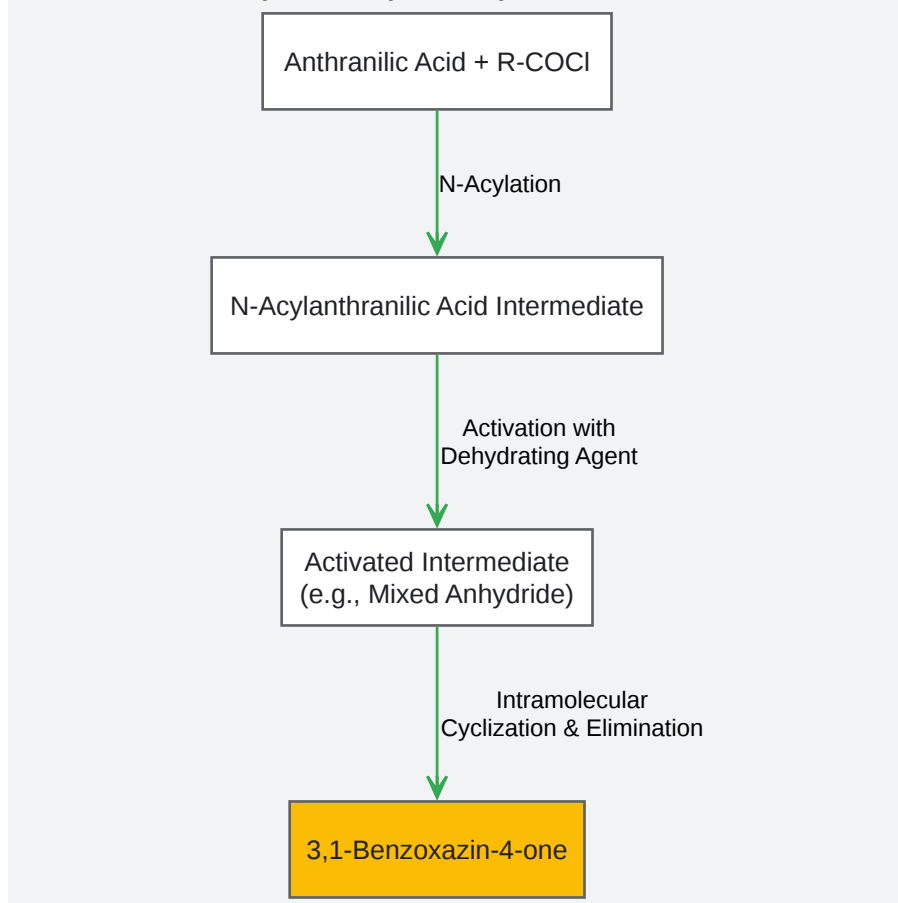 Anthranilic Acid + R-COCl
N-Acylation
N-Acylanthranilic Acid Intermediate
Activation with
Dehydrating Agent
Activated Intermediate
(e.g., Mixed Anhydride)
Intramolecular
Cyclization & Elimination
3,1-Benzoxazin-4-one